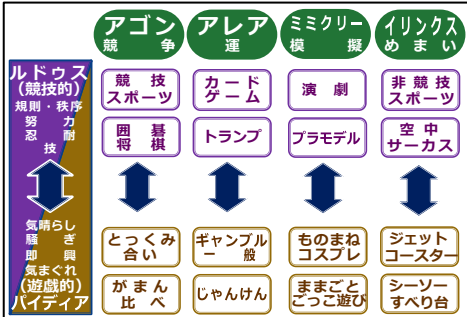 アゴン
競争
アレア
運
ミミクリー
模擬
イリンクス
めまい
ルドゥス
(競技的)
規則・秩序
努力
忍耐
技
気晴らし
騒ぎ
即興
気まぐれ
(遊戯的)
パイディア
競技
スポーツ
カード
ゲーム
演劇
非競技
スポーツ
囲碁
将棋
トランプ
プラモデル
空中
サーカス
とっくみ
合い
ギャンブル
一般
ものまね
コスプレ
ジェット
コースター
がまん
比べ
じゃんけん
ままごと
ごっこ遊び
シーソー
すべり台